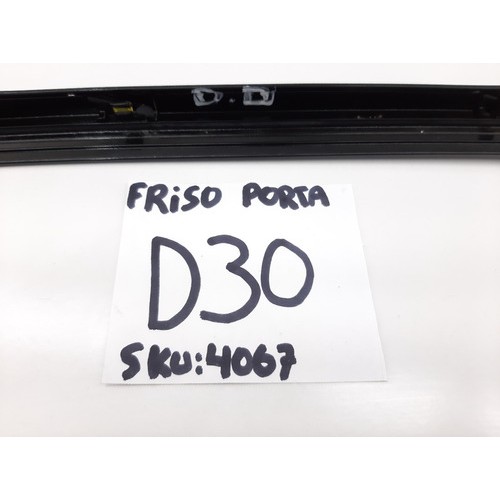 D.D
FRiSO PORTA
D30
SKU:4067